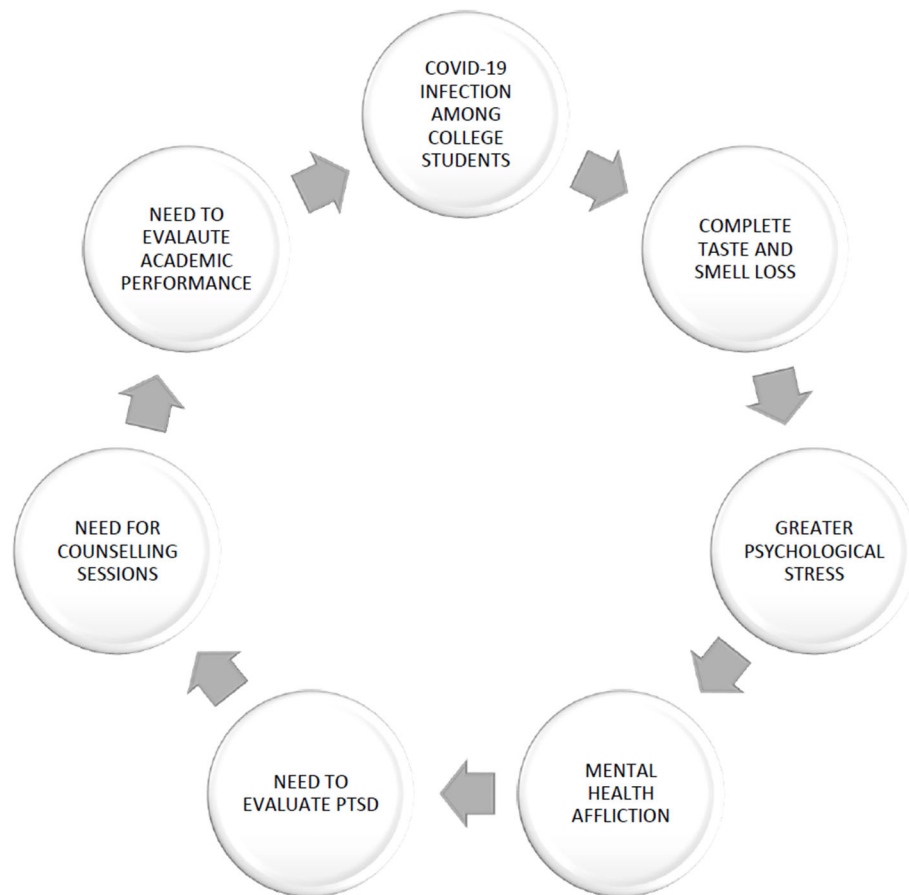 COVID-19
INFECTION
AMONG
COLLEGE
STUDENTS
COMPLETE
TASTE AND
SMELL LOSS
GREATER
PSYCHOLOGICAL
STRESS
MENTAL
HEALTH
AFFLICTION
NEED TO
EVALUATE PTSD
NEED FOR
COUNSELLING
SESSIONS
NEED TO
EVALAUTE
ACADEMIC
PERFORMANCE